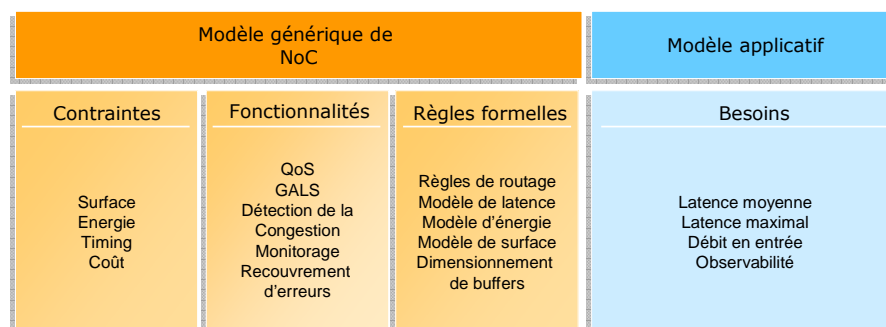 Modèle générique de
NoC
Modèle applicatif
Contraintes
Surface
Energie
Timing
Coût
Fonctionnalités
QoS
GALS
Détection de la
Congestion
Monitorage
Recouvrement
d'erreurs
Règles formelles
Règles de routage
Modèle de latence
Modèle d'énergie
Modèle de surface
Dimensionnement
de buffers
Besoins
Latence moyenne
Latence maximal
Débit en entrée
Observabilité